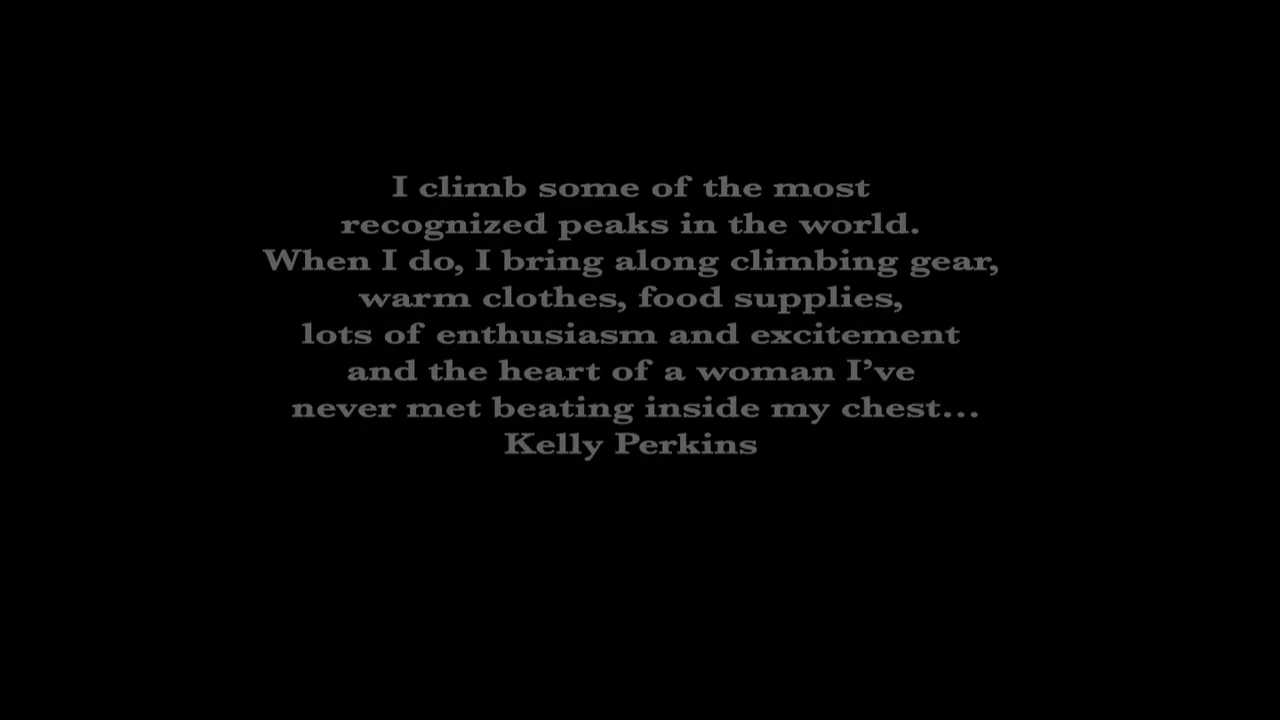 I climb some of the most
recognized peaks in the world.
When I do, I bring along climbing gear,
warm clothes, food supplies,
lots of enthusiasm and excitement
and the heart of a woman I’ve
never met beating inside my chest...
Kelly Perkins